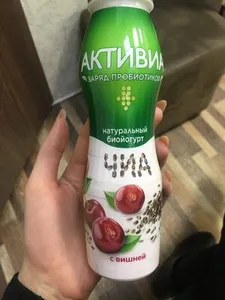 АКТИВИА
ЗАРЯД ПРОБИОТИКОВ
натуральный
биойогурт
ЧИА
с вишней